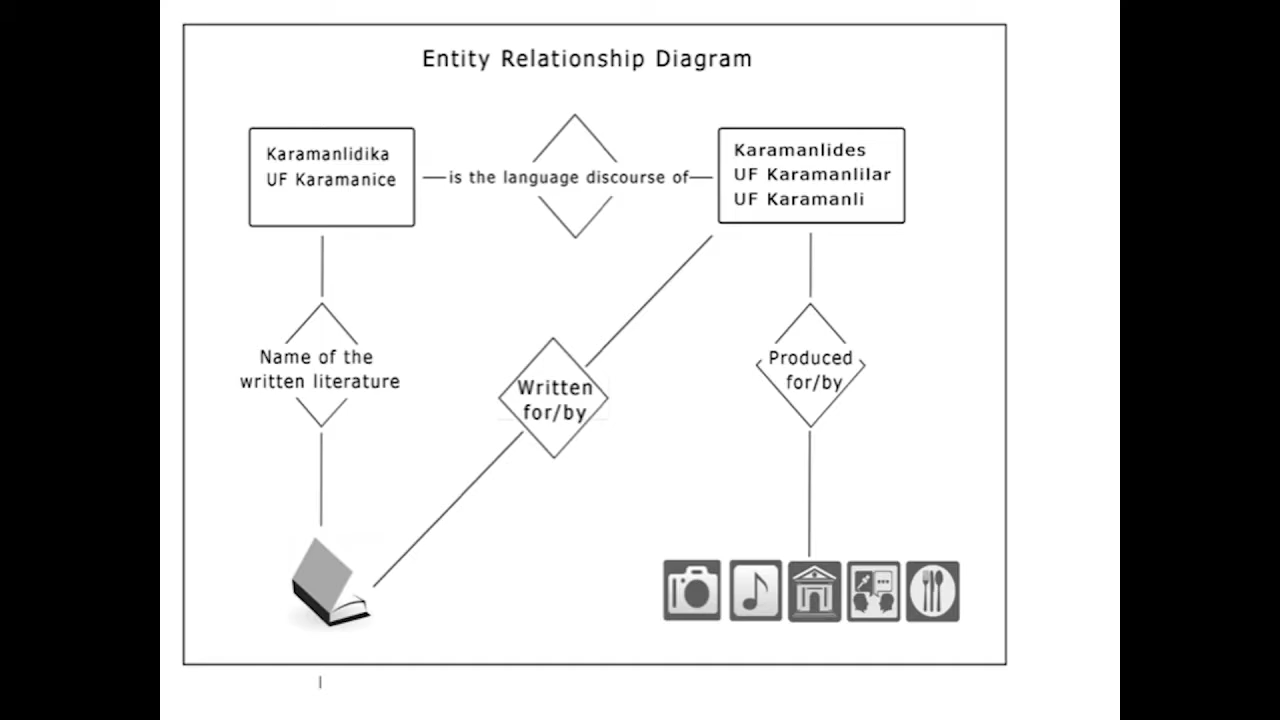 Entity Relationship Diagram
Karamanlidika
UF Karamanice
is the language discourse of
Karamanlides
UF Karamanlilar
UF Karamanli
Name of the
written literature
Written
for/by
Produced
for/by